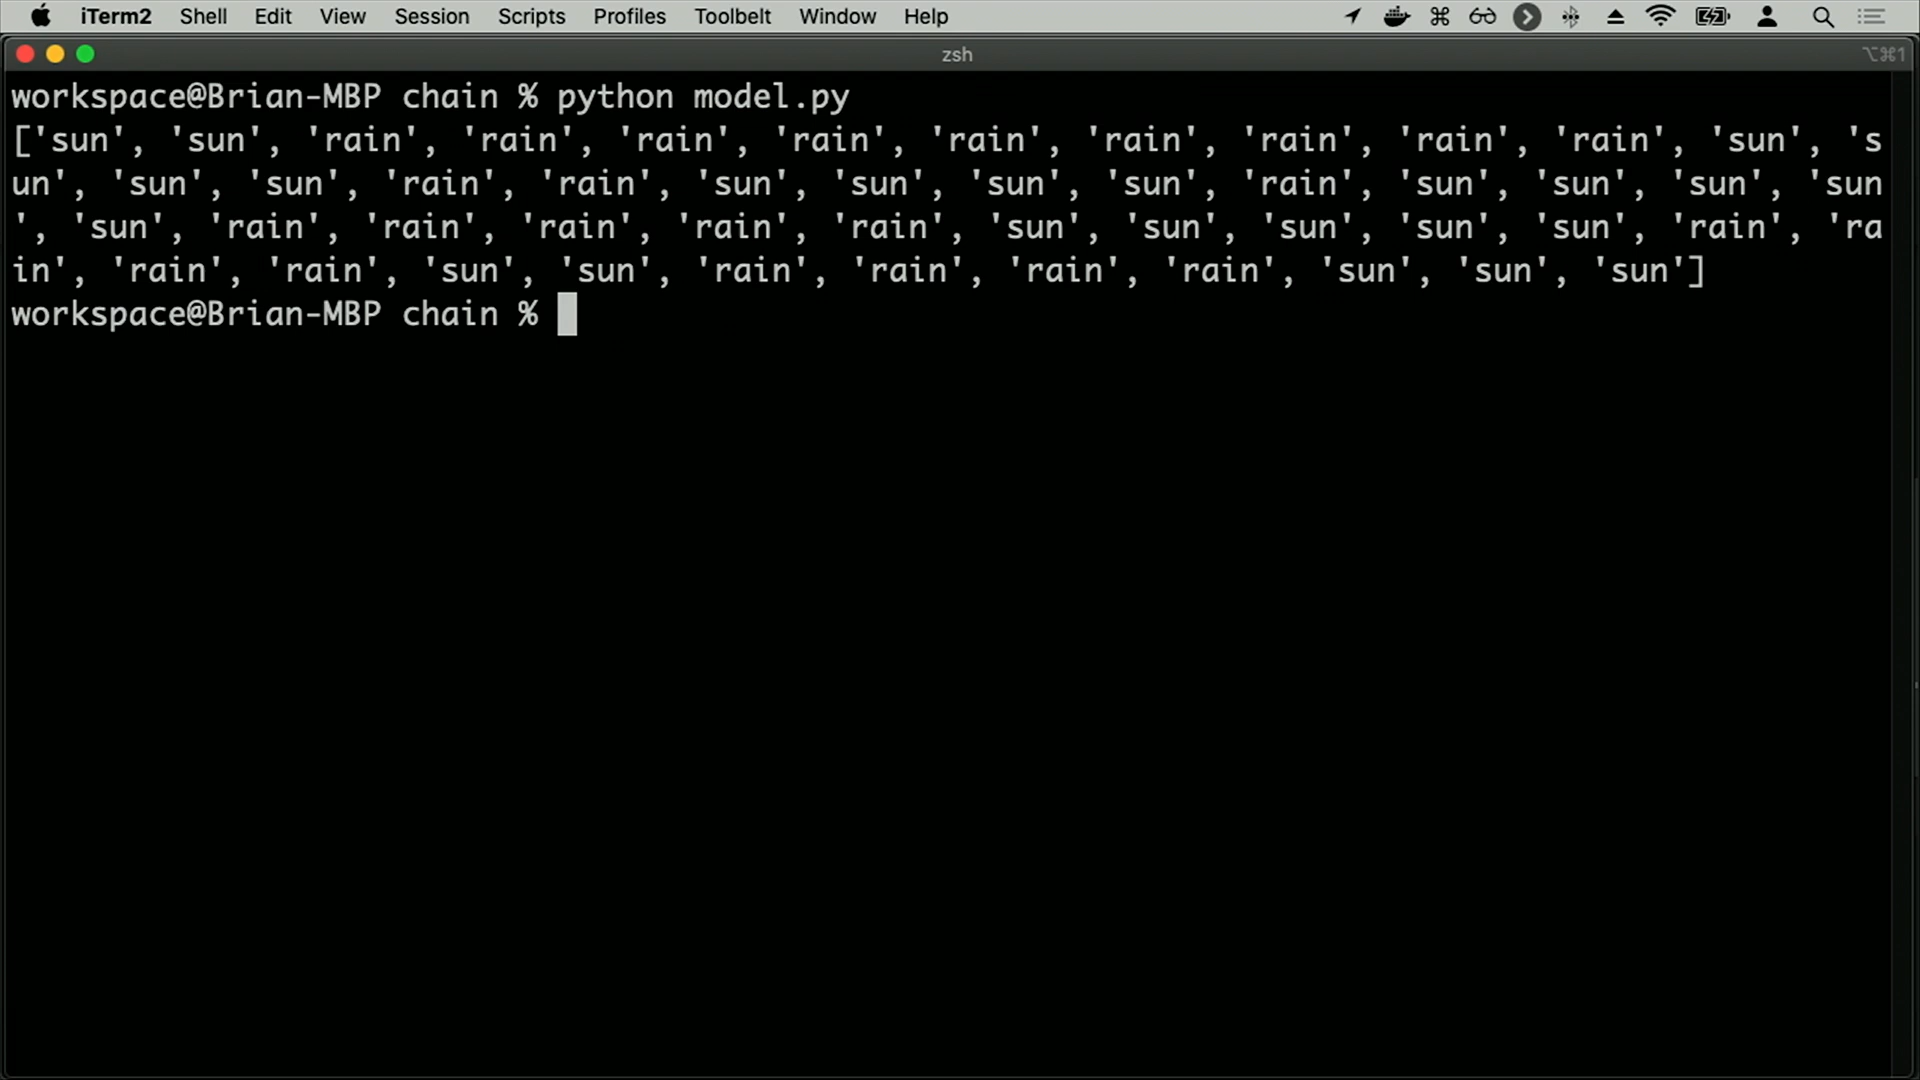 iTerm2 Shell Edit View Session Scripts Profiles Toolbelt Window Help
zsh ⌥⌘1
workspace@Brian-MBP chain % python model.py
['sun', 'sun', 'rain', 'rain', 'rain', 'rain', 'rain', 'rain', 'rain', 'rain', 'rain', 'sun', 's
un', 'sun', 'sun', 'rain', 'rain', 'sun', 'sun', 'sun', 'sun', 'rain', 'sun', 'sun', 'sun', 'sun
', 'sun', 'rain', 'rain', 'rain', 'rain', 'rain', 'sun', 'sun', 'sun', 'sun', 'sun', 'rain', 'ra
in', 'rain', 'rain', 'sun', 'sun', 'rain', 'rain', 'rain', 'rain', 'sun', 'sun', 'sun']
workspace@Brian-MBP chain %